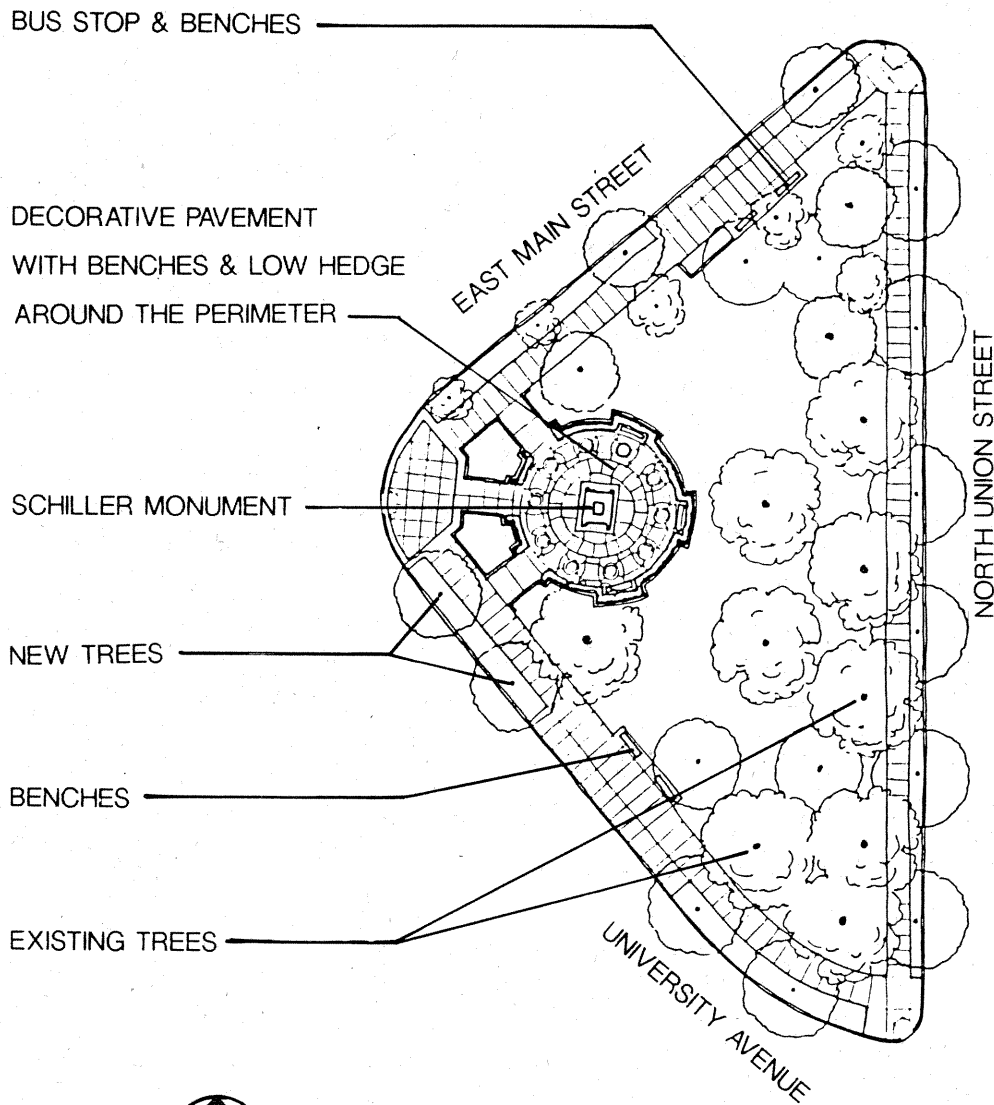 BUS STOP & BENCHES
EAST MAIN STREET
DECORATIVE PAVEMENT
WITH BENCHES & LOW HEDGE
AROUND THE PERIMETER
NORTH UNION STREET
SCHILLER MONUMENT
NEW TREES
BENCHES
EXISTING TREES
UNIVERSITY AVENUE